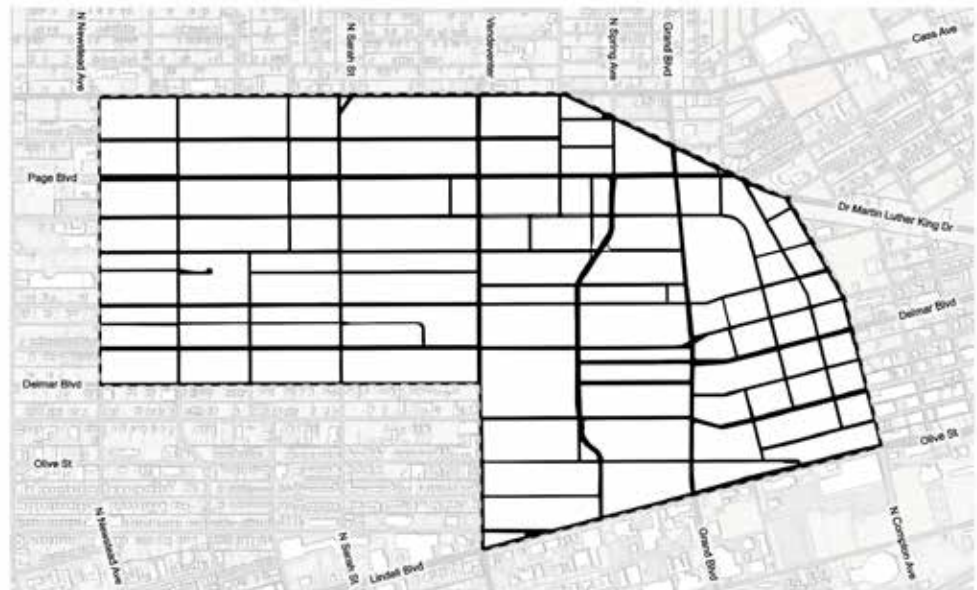 N Newstead Ave
N Sarah St
Vandeventer
N Spring Ave
Grand Blvd
Cass Ave
Page Blvd
Dr Martin Luther King Dr
Delmar Blvd
Delmar Blvd
Olive St
Olive St
N Newstead Ave
N Sarah St
Lindell Blvd
Grand Blvd
N Compton Ave